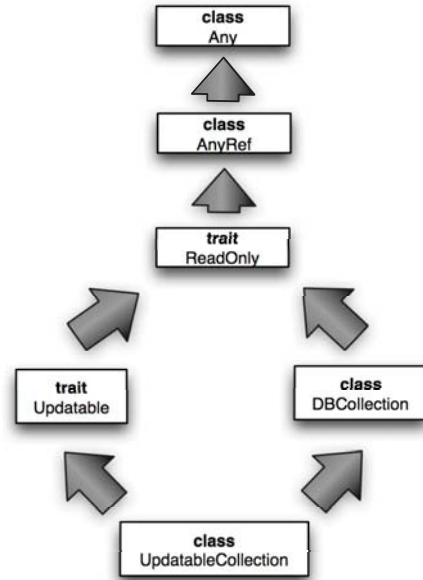 class
Any
class
AnyRef
trait
ReadOnly
trait
Updatable
class
DBCollection
class
UpdatableCollection